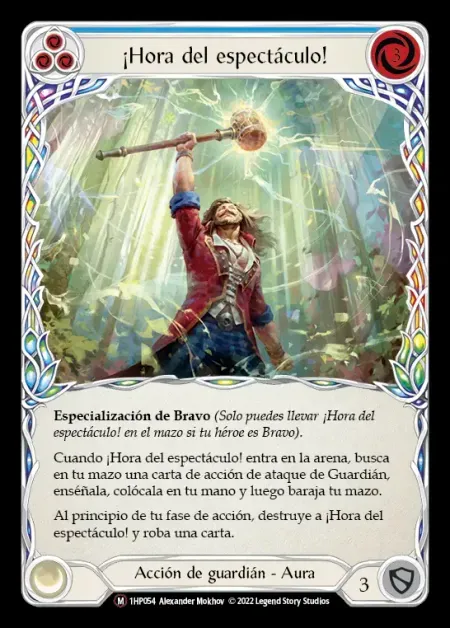 ¡Hora del espectáculo!
3
Especialización de Bravo (Solo puedes llevar ¡Hora del
espectáculo! en el mazo si tu héroe es Bravo).
Cuando ¡Hora del espectáculo! entra en la arena, busca
en tu mazo una carta de acción de ataque de Guardián,
enséñala, colócala en tu mano y luego baraja tu mazo.
Al principio de tu fase de acción, destruye a ¡Hora del
espectáculo! y roba una carta.
Acción de guardián - Aura
3
M 1HP054 Alexander Mokhov © 2022 Legend Story Studios